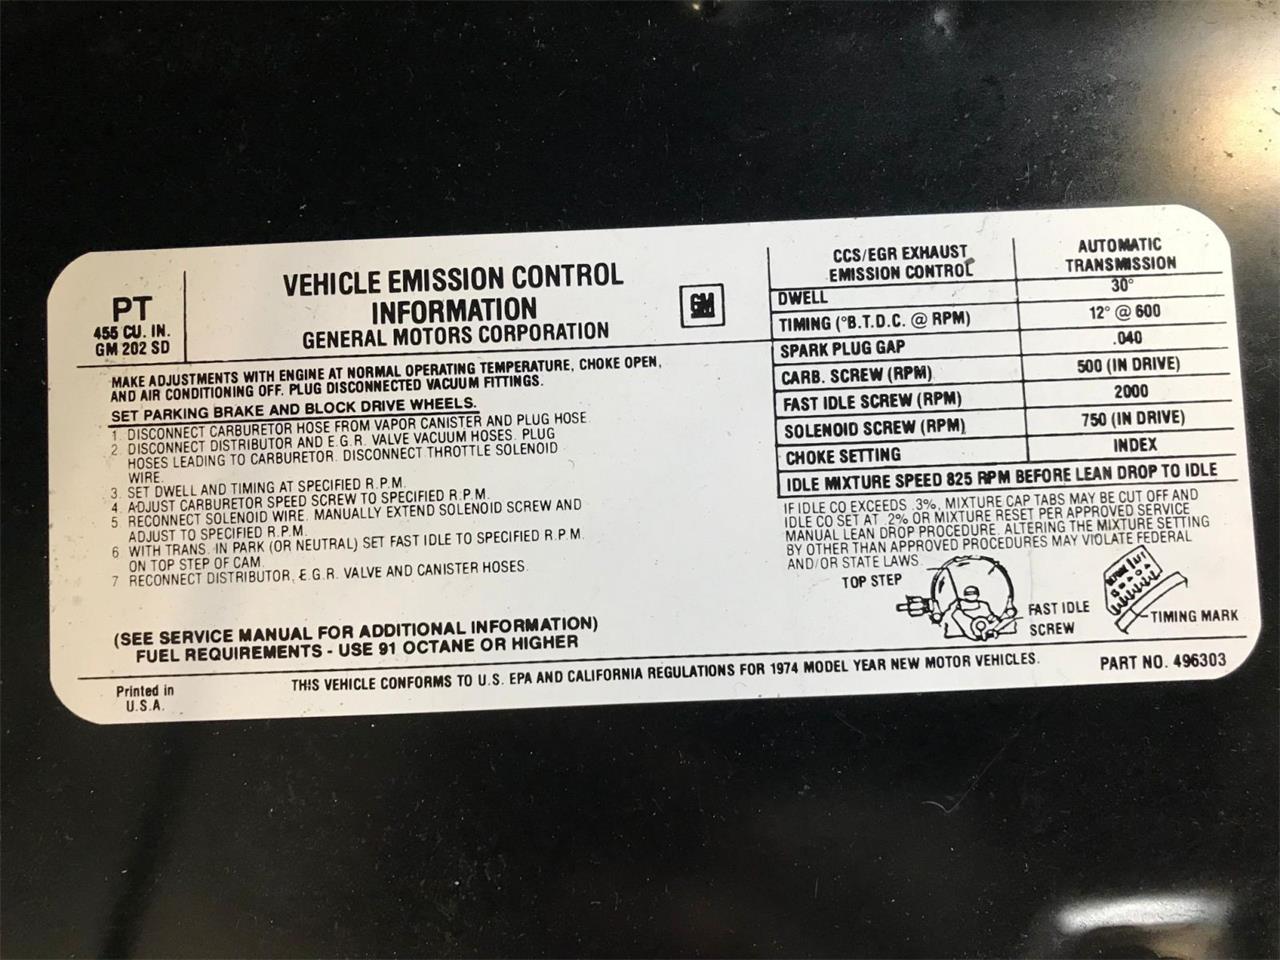 PT
455 CU. IN.
GM 202 SD
VEHICLE EMISSION CONTROL
INFORMATION
GENERAL MOTORS CORPORATION
GM
MAKE ADJUSTMENTS WITH ENGINE AT NORMAL OPERATING TEMPERATURE, CHOKE OPEN,
AND AIR CONDITIONING OFF. PLUG DISCONNECTED VACUUM FITTINGS.
SET PARKING BRAKE AND BLOCK DRIVE WHEELS.
1. DISCONNECT CARBURETOR HOSE FROM VAPOR CANISTER AND PLUG HOSE.
2. DISCONNECT DISTRIBUTOR AND E.G.R. VALVE VACUUM HOSES. PLUG
HOSES LEADING TO CARBURETOR. DISCONNECT THROTTLE SOLENOID
WIRE.
3. SET DWELL AND TIMING AT SPECIFIED R.P.M.
4. ADJUST CARBURETOR SPEED SCREW TO SPECIFIED R.P.M.
5 RECONNECT SOLENOID WIRE. MANUALLY EXTEND SOLENOID SCREW AND
ADJUST TO SPECIFIED R.P.M.
6 WITH TRANS. IN PARK (OR NEUTRAL) SET FAST IDLE TO SPECIFIED R.P.M.
ON TOP STEP OF CAM.
7 RECONNECT DISTRIBUTOR, E.G.R. VALVE AND CANISTER HOSES.
(SEE SERVICE MANUAL FOR ADDITIONAL INFORMATION)
FUEL REQUIREMENTS - USE 91 OCTANE OR HIGHER
CCS/EGR EXHAUST
EMISSION CONTROL
AUTOMATIC
TRANSMISSION
DWELL 30°
TIMING (°B.T.D.C. @ RPM) 12° @ 600
SPARK PLUG GAP .040
CARB. SCREW (RPM) 500 (IN DRIVE)
FAST IDLE SCREW (RPM) 2000
SOLENOID SCREW (RPM) 750 (IN DRIVE)
CHOKE SETTING INDEX
IDLE MIXTURE SPEED 825 RPM BEFORE LEAN DROP TO IDLE
IF IDLE CO EXCEEDS .3%, MIXTURE CAP TABS MAY BE CUT OFF AND
IDLE CO SET AT .2% OR MIXTURE RESET PER APPROVED SERVICE
MANUAL LEAN DROP PROCEDURE. ALTERING THE MIXTURE SETTING
BY OTHER THAN APPROVED PROCEDURES MAY VIOLATE FEDERAL
AND/OR STATE LAWS.
TOP STEP
FAST IDLE
SCREW
TIMING MARK
Printed in
U.S.A.
THIS VEHICLE CONFORMS TO U.S. EPA AND CALIFORNIA REGULATIONS FOR 1974 MODEL YEAR NEW MOTOR VEHICLES.
PART NO. 496303